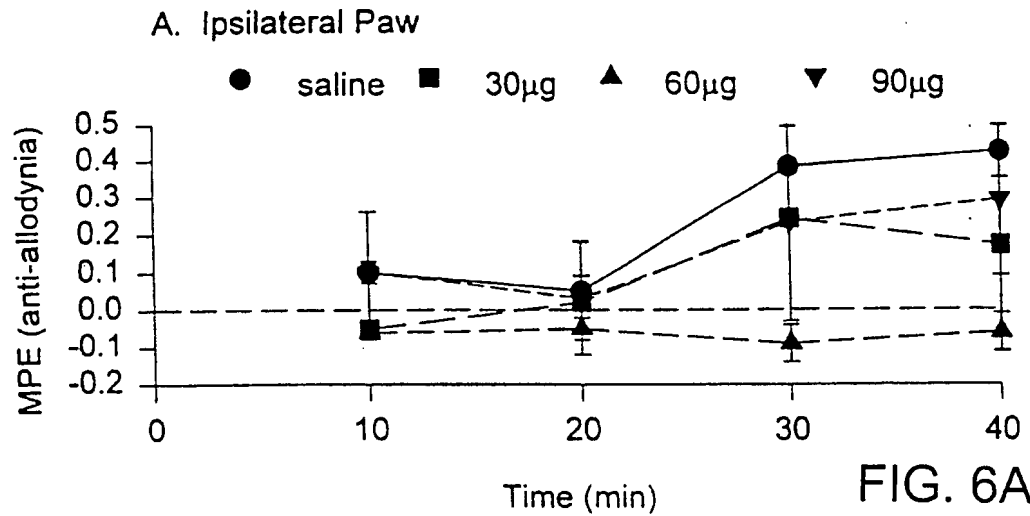 A. Ipsilateral Paw
saline 30µg 60µg 90µg
MPE (anti-allodynia)
0.5
0.4
0.3
0.2
0.1
0.0
-0.1
-0.2
0 10 20 30 40
Time (min)
FIG. 6A